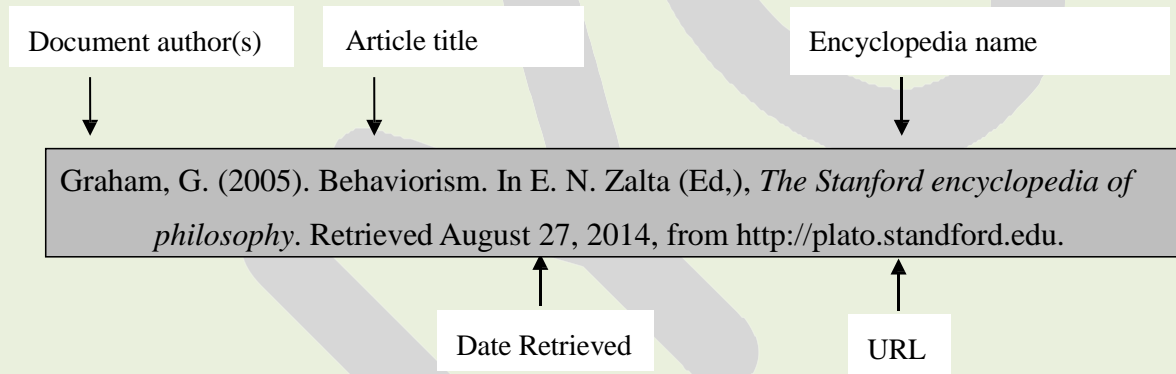 Document author(s)
Article title
Encyclopedia name
Graham, G. (2005). Behaviorism. In E. N. Zalta (Ed,), The Stanford encyclopedia of
philosophy. Retrieved August 27, 2014, from http://plato.standford.edu.
Date Retrieved
URL